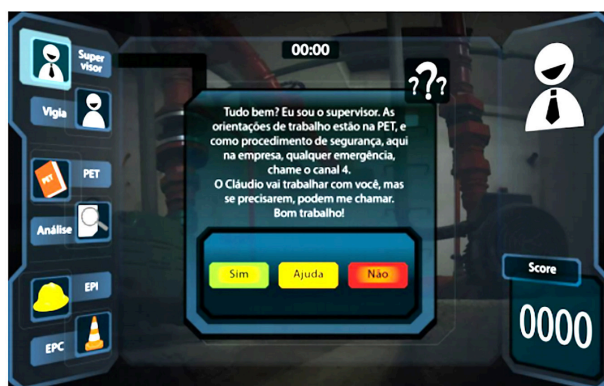 Super
visor
Vigia
PET
Análise
EPI
EPC
00:00
???
Tudo bem? Eu sou o supervisor. As
orientações de trabalho estão na PET, e
como procedimento de segurança, aqui
na empresa, qualquer emergência,
chame o canal 4.
O Cláudio vai trabalhar com você, mas
se precisarem, podem me chamar.
Bom trabalho!
Sim
Ajuda
Não
Score
0000